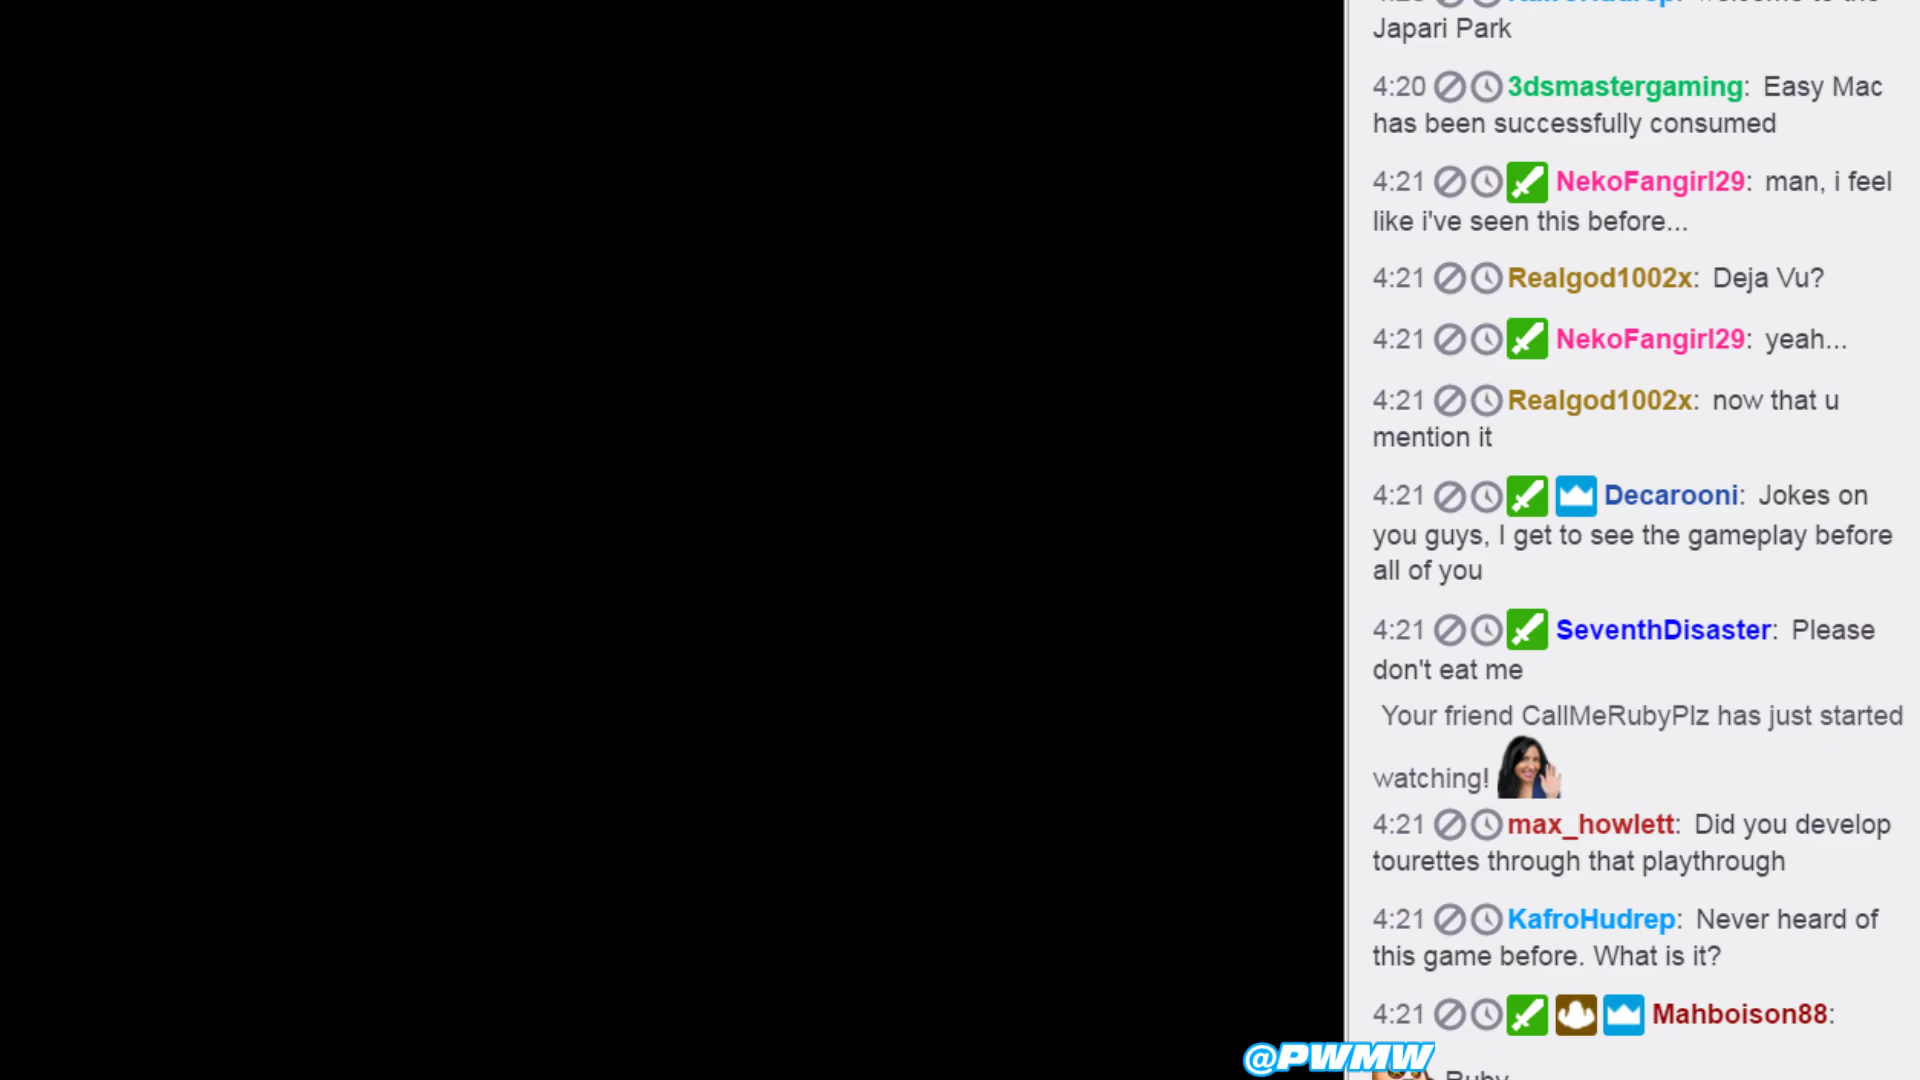 Japari Park
4:20 3dsmastergaming: Easy Mac
has been successfully consumed
4:21 NekoFangirl29: man, i feel
like i've seen this before...
4:21 Realgod1002x: Deja Vu?
4:21 NekoFangirl29: yeah...
4:21 Realgod1002x: now that u
mention it
4:21 Decarooni: Jokes on
you guys, I get to see the gameplay before
all of you
4:21 SeventhDisaster: Please
don't eat me
Your friend CallMeRubyPlz has just started
watching!
4:21 max_howlett: Did you develop
tourettes through that playthrough
4:21 KafroHudrep: Never heard of
this game before. What is it?
4:21 Mahboison88:
@PWMW
Ruby